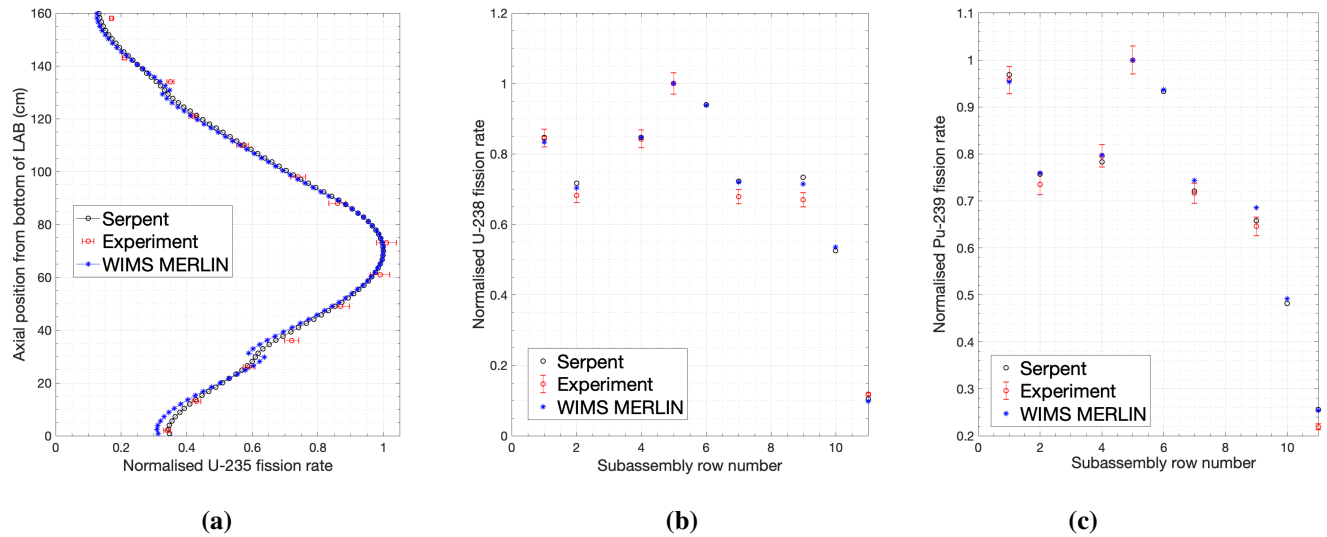 160
140
120
100
80
60
40
20
0
Axial position from bottom of LAB (cm)
Serpent
Experiment
WIMS MERLIN
0 0.2 0.4 0.6 0.8 1
Normalised U-235 fission rate
(a)
1.2
1
0.8
0.6
0.4
0.2
0
Normalised U-238 fission rate
Serpent
Experiment
WIMS MERLIN
0 2 4 6 8 10
Subassembly row number
(b)
1.1
1
0.9
0.8
0.7
0.6
0.5
0.4
0.3
0.2
Normalised Pu-239 fission rate
Serpent
Experiment
WIMS MERLIN
0 2 4 6 8 10
Subassembly row number
(c)